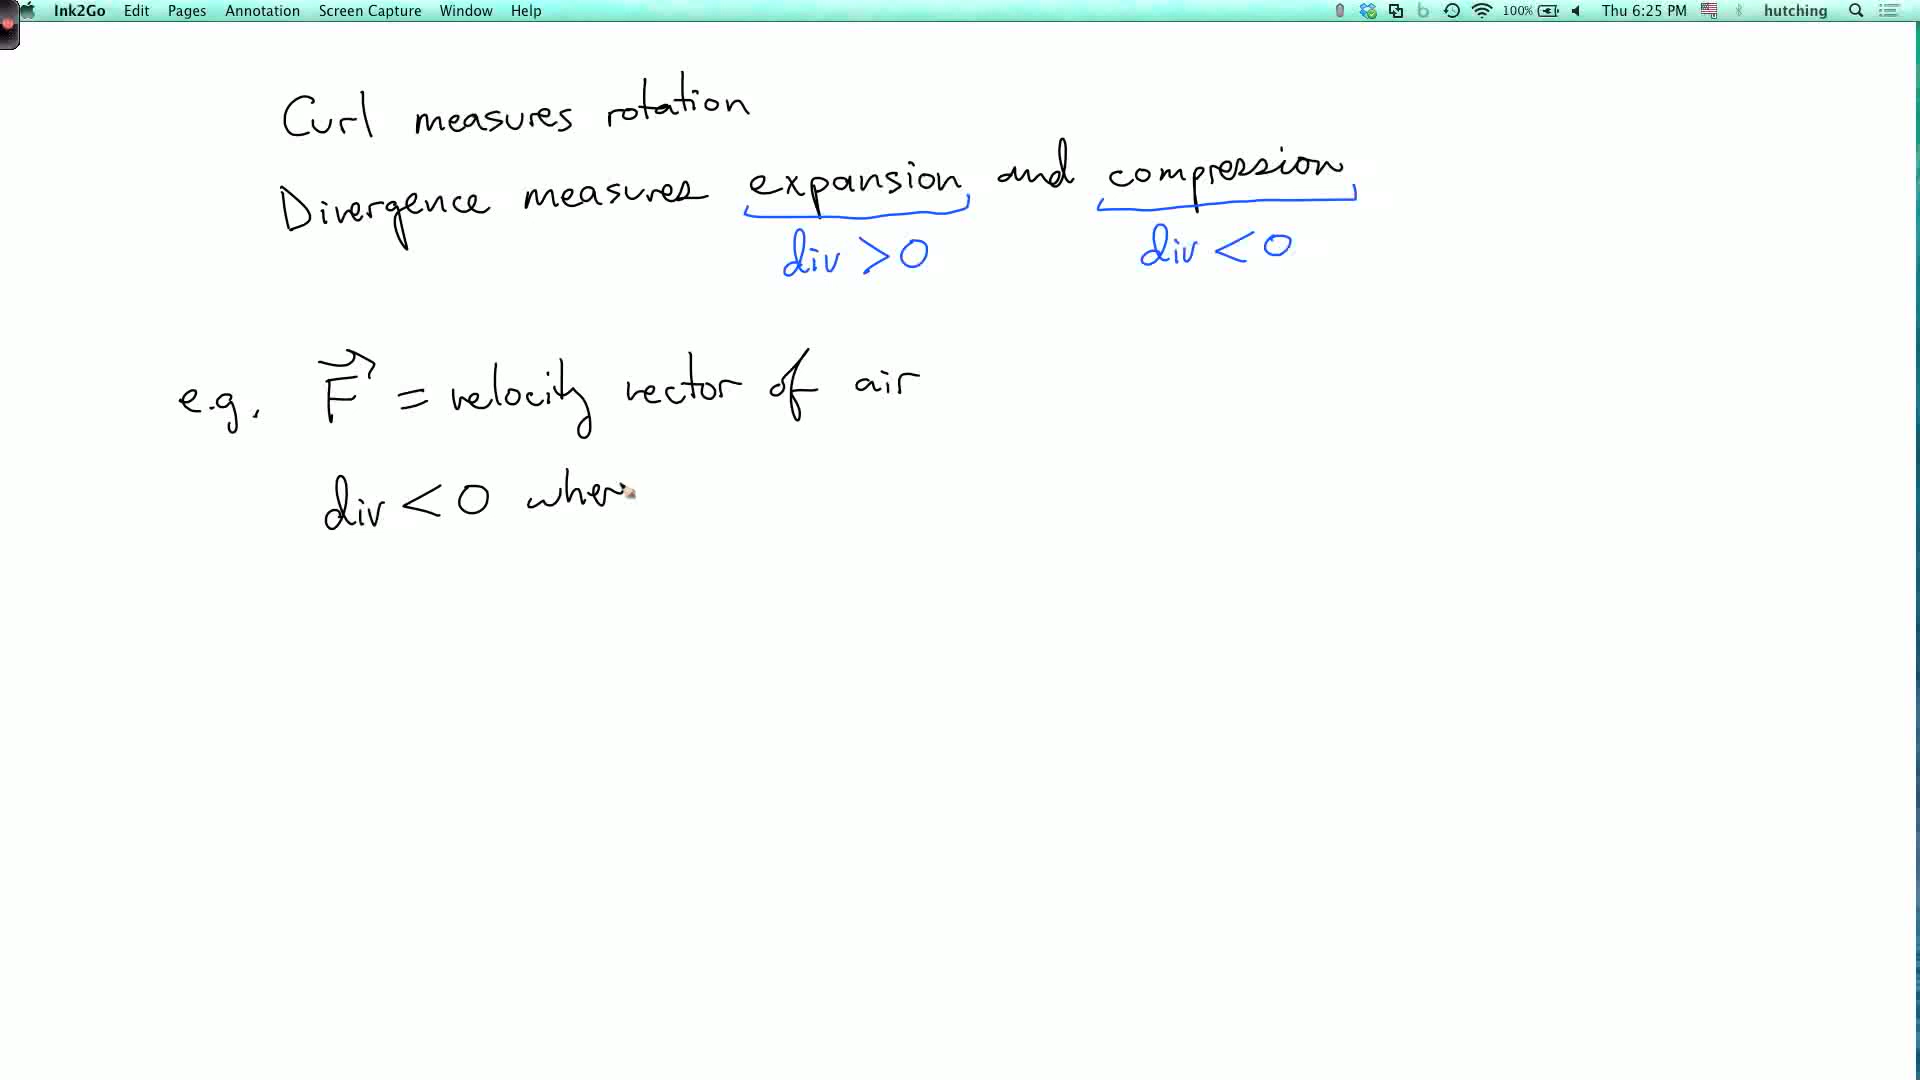 Ink2Go Edit Pages Annotation Screen Capture Window Help 100% Thu 6:25 PM hutching
Curl measures rotation
Divergence measures expansion and compression
div > 0 div < 0
e.g. F⃗ = velocity vector of air
div < 0 wher